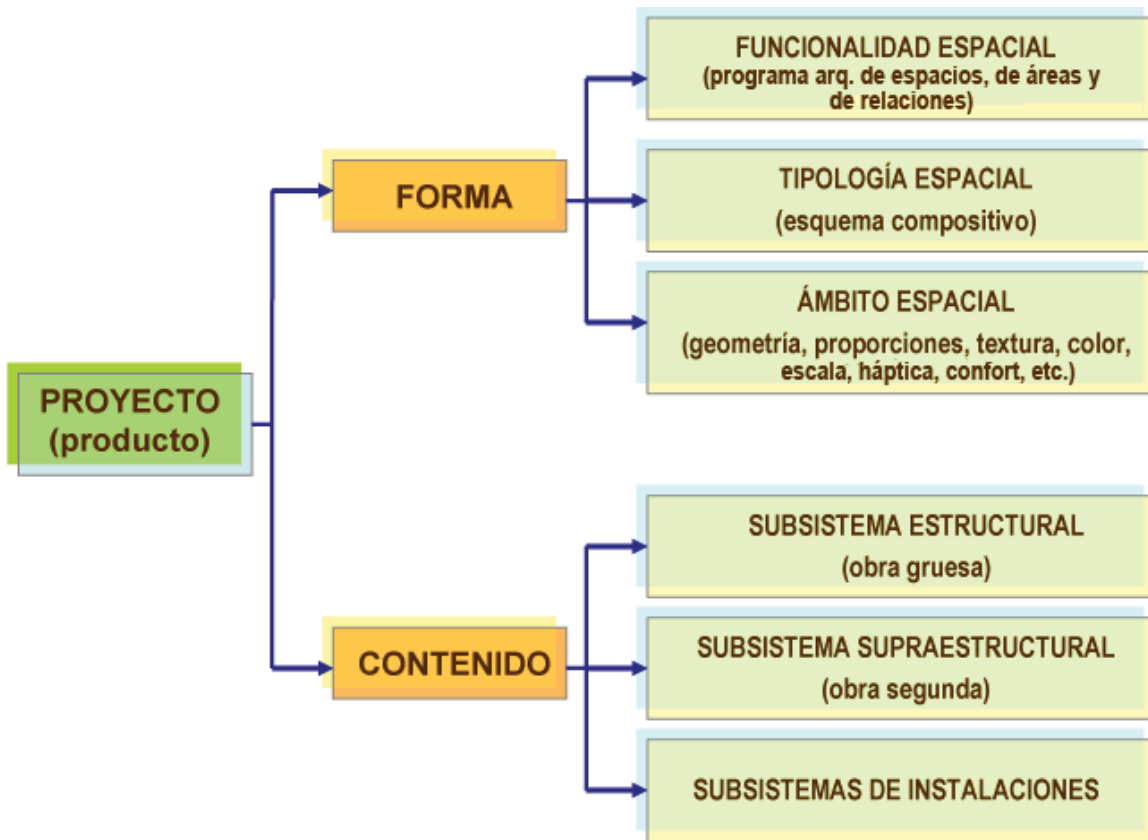 FUNCIONALIDAD ESPACIAL
(programa arq. de espacios, de áreas y
de relaciones)
FORMA
TIPOLOGÍA ESPACIAL
(esquema compositivo)
ÁMBITO ESPACIAL
(geometría, proporciones, textura, color,
escala, háptica, confort, etc.)
PROYECTO
(producto)
SUBSISTEMA ESTRUCTURAL
(obra gruesa)
CONTENIDO
SUBSISTEMA SUPRAESTRUCTURAL
(obra segunda)
SUBSISTEMAS DE INSTALACIONES